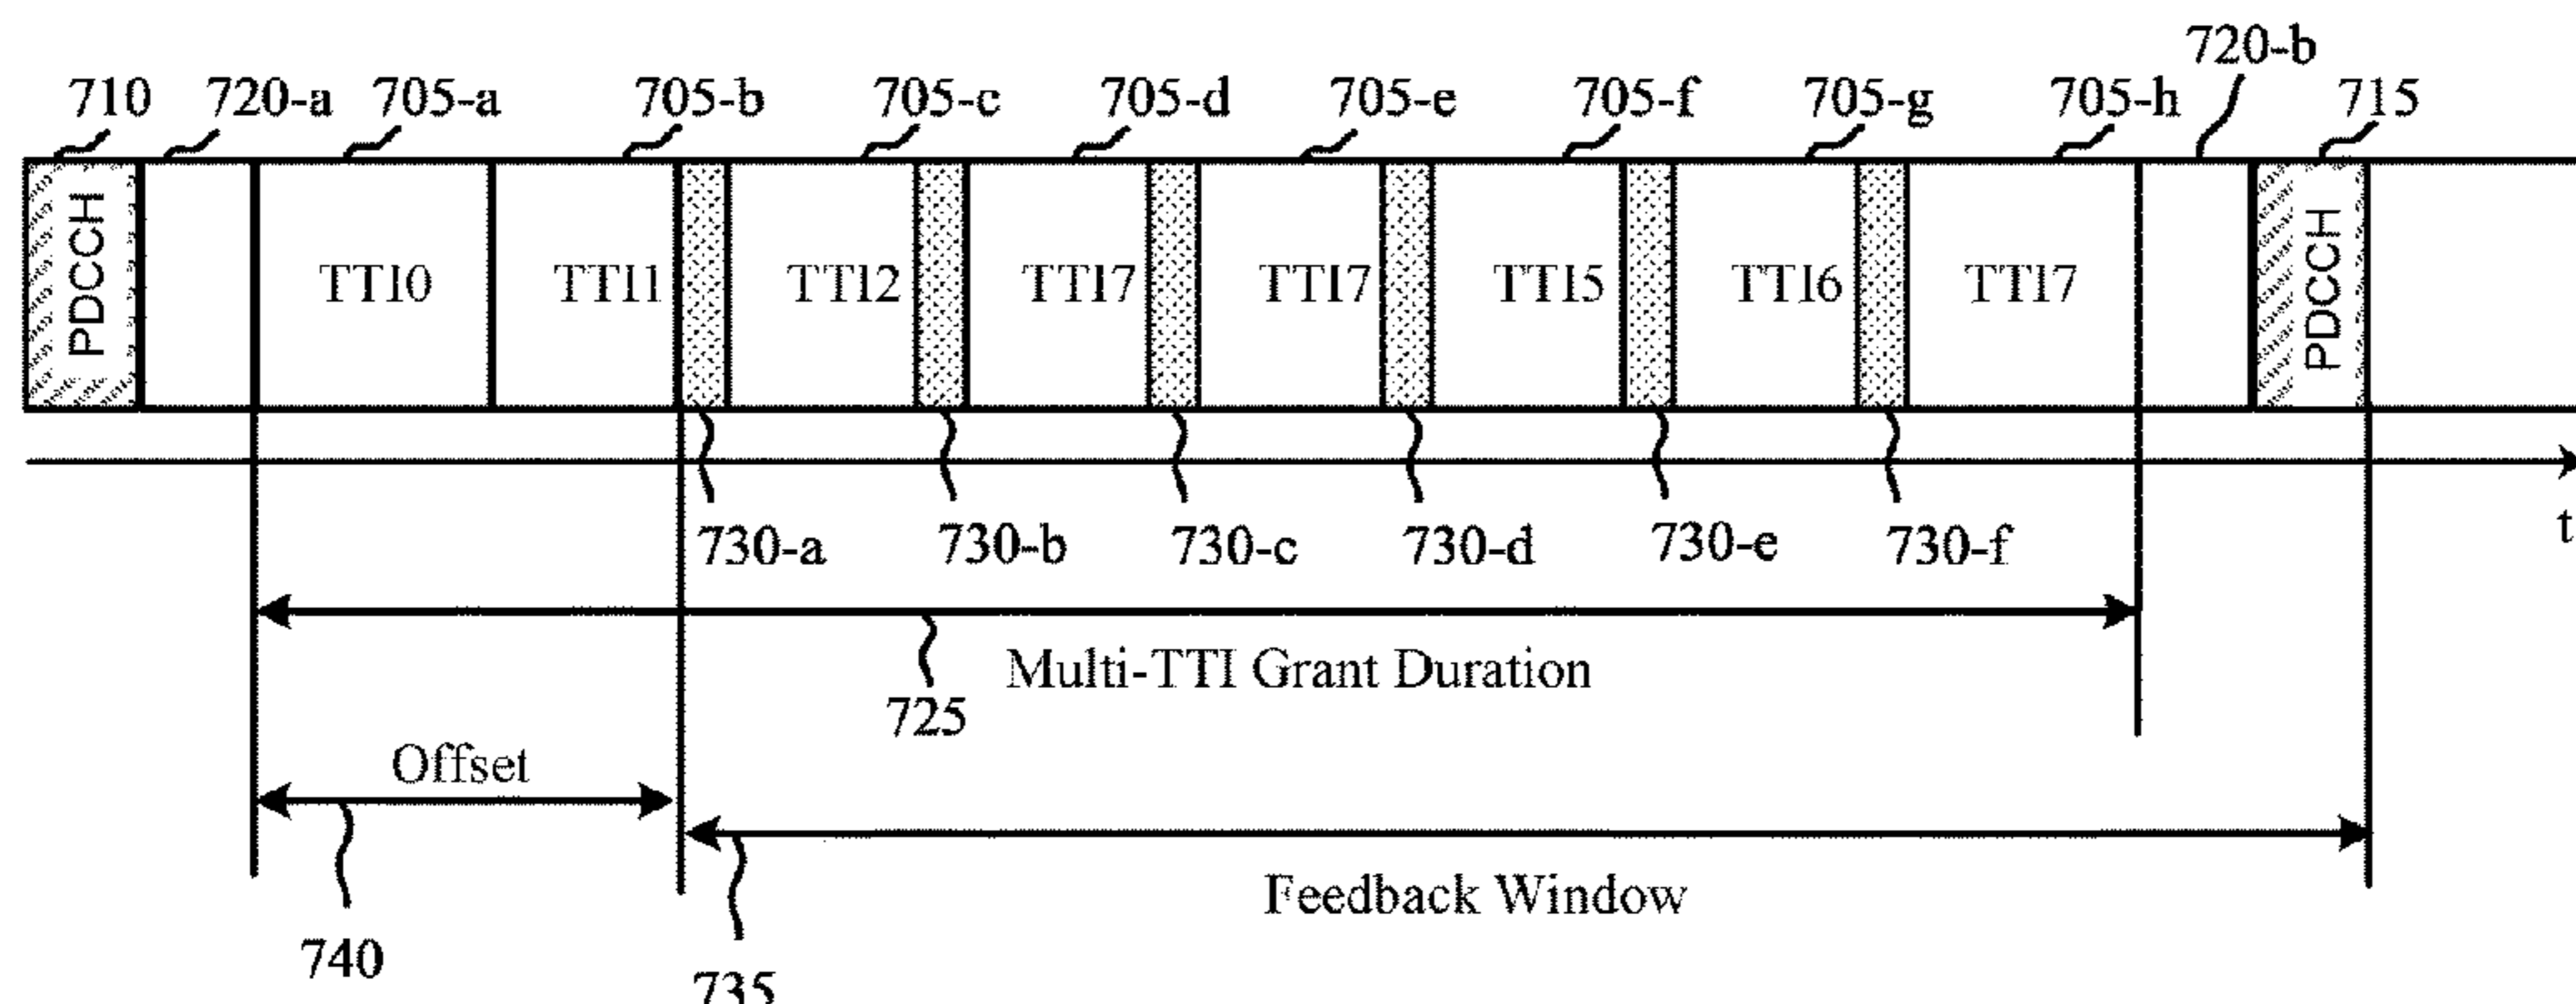 720-b
710 720-a 705-a 705-b 705-c 705-d 705-e 705-f 705-g 705-h 715
PDCCH TTI0 TTI1 TTI2 TTI7 TTI7 TTI5 TTI6 TTI7 PDCCH
t
730-a 730-b 730-c 730-d 730-e 730-f
Multi-TTI Grant Duration
725
Offset
Feedback Window
740
735